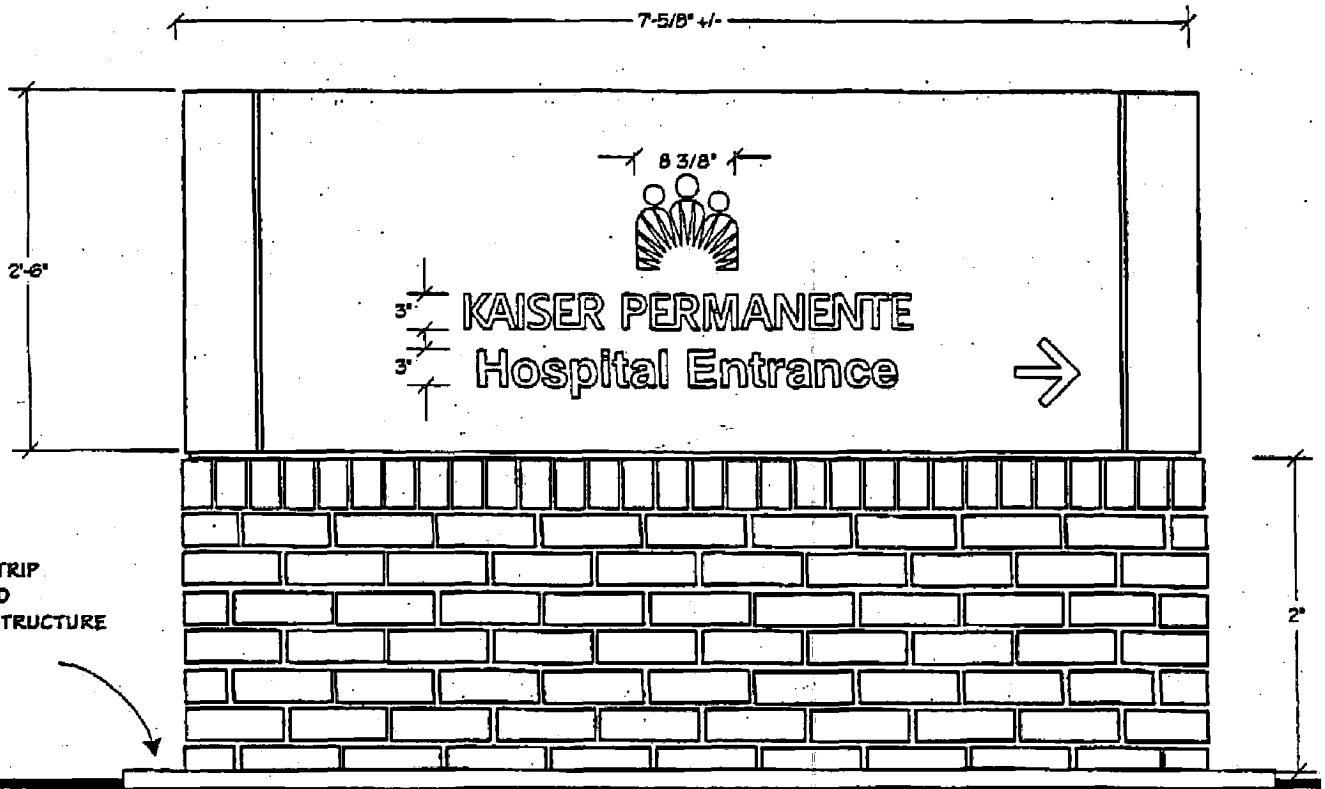 7'-5/8" +/-
8 3/8"
2'-6"
3"
KAISER PERMANENTE
3"
Hospital Entrance
TRIP
TRUCTURE
2"